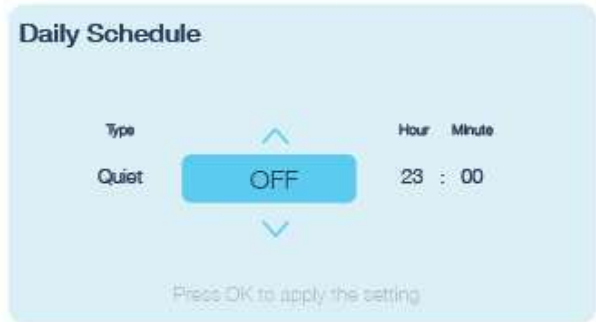 Daily Schedule
Type Hour Minute
Quiet OFF 23 : 00
Press OK to apply the setting